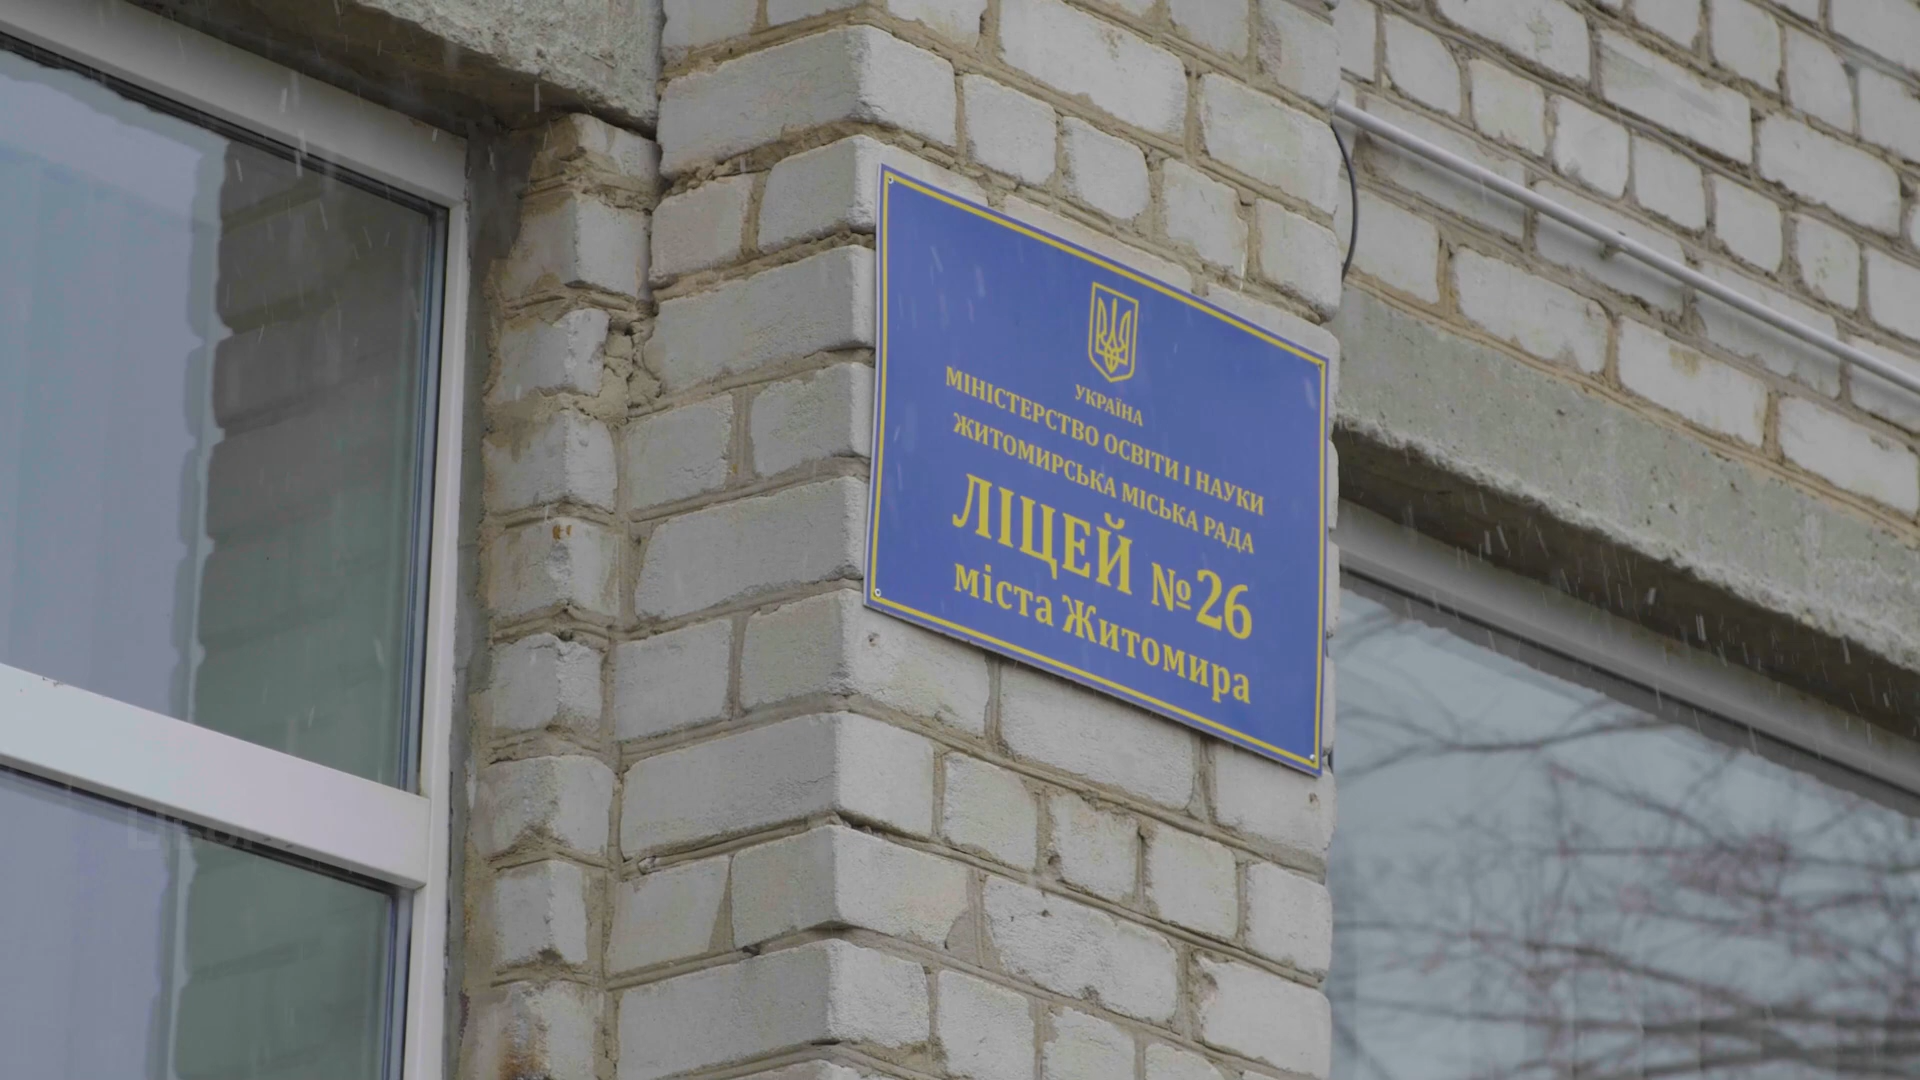 УКРАЇНА
МІНІСТЕРСТВО ОСВІТИ І НАУКИ
ЖИТОМИРСЬКА МІСЬКА РАДА
ЛІЦЕЙ №26
міста Житомира